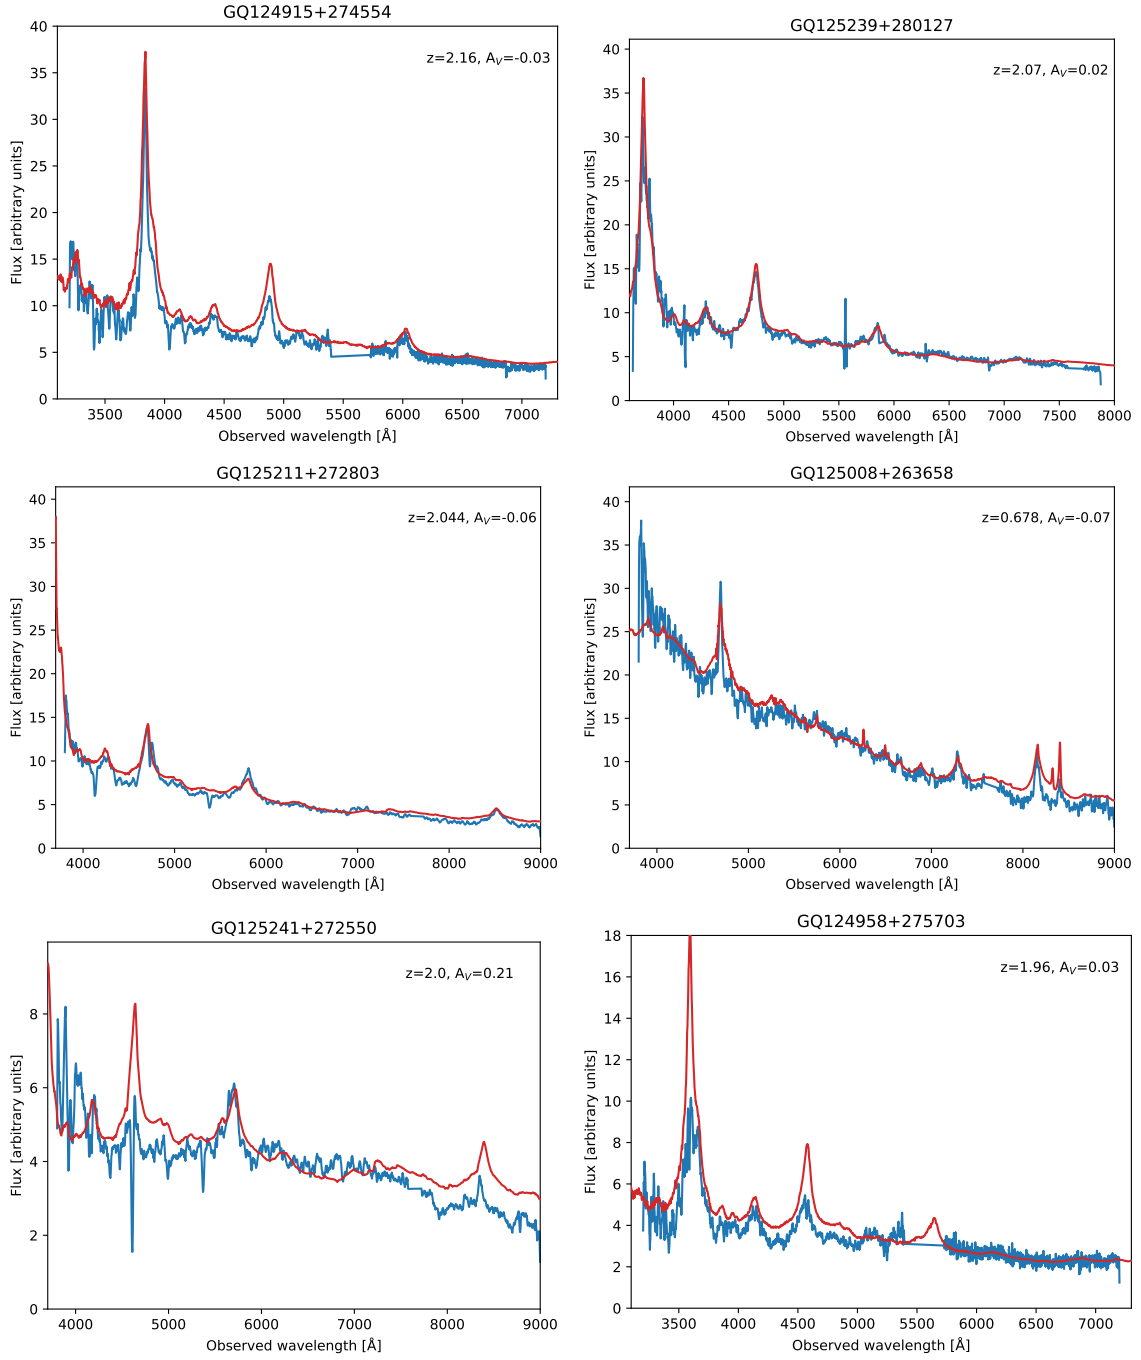 GQ124915+274554
z=2.16, A_V=-0.03
Flux [arbitrary units]
40
35
30
25
20
15
10
5
0
3500 4000 4500 5000 5500 6000 6500 7000
Observed wavelength [Å]
GQ125239+280127
z=2.07, A_V=0.02
Flux [arbitrary units]
40
35
30
25
20
15
10
5
0
4000 4500 5000 5500 6000 6500 7000 7500 8000
Observed wavelength [Å]
GQ125211+272803
z=2.044, A_V=-0.06
Flux [arbitrary units]
40
35
30
25
20
15
10
5
0
4000 5000 6000 7000 8000 9000
Observed wavelength [Å]
GQ125008+263658
z=0.678, A_V=-0.07
Flux [arbitrary units]
40
35
30
25
20
15
10
5
0
4000 5000 6000 7000 8000 9000
Observed wavelength [Å]
GQ125241+272550
z=2.0, A_V=0.21
Flux [arbitrary units]
8
6
4
2
0
4000 5000 6000 7000 8000 9000
Observed wavelength [Å]
GQ124958+275703
z=1.96, A_V=0.03
Flux [arbitrary units]
18
16
14
12
10
8
6
4
2
0
3500 4000 4500 5000 5500 6000 6500 7000
Observed wavelength [Å]